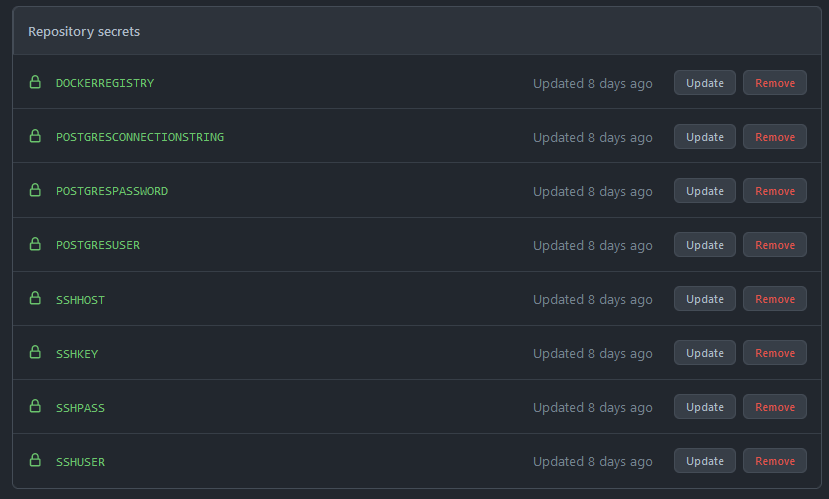 Repository secrets
DOCKERREGISTRY Updated 8 days ago Update Remove
POSTGRESCONNECTIONSTRING Updated 8 days ago Update Remove
POSTGRESPASSWORD Updated 8 days ago Update Remove
POSTGRESUSER Updated 8 days ago Update Remove
SSHHOST Updated 8 days ago Update Remove
SSHKEY Updated 8 days ago Update Remove
SSHPASS Updated 8 days ago Update Remove
SSHUSER Updated 8 days ago Update Remove